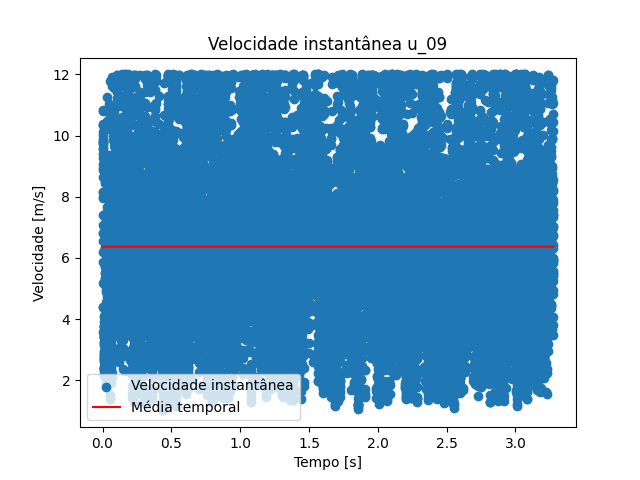 Velocidade instantânea u_09
12
10
8
6
4
2
Velocidade [m/s]
Velocidade instantânea
Média temporal
0.0 0.5 1.0 1.5 2.0 2.5 3.0
Tempo [s]